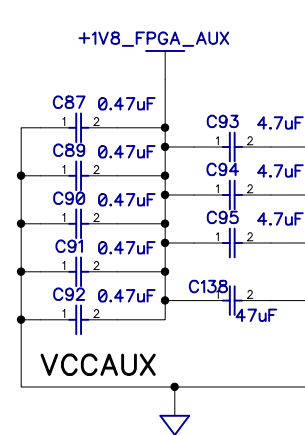 +1V8_FPGA_AUX
C87 0.47uF
1 2
C93 4.7uF
1 2
C89 0.47uF
1 2
C94 4.7uF
1 2
C90 0.47uF
1 2
C95 4.7uF
1 2
C91 0.47uF
1 2
C138
1 2
47uF
C92 0.47uF
1 2
VCCAUX